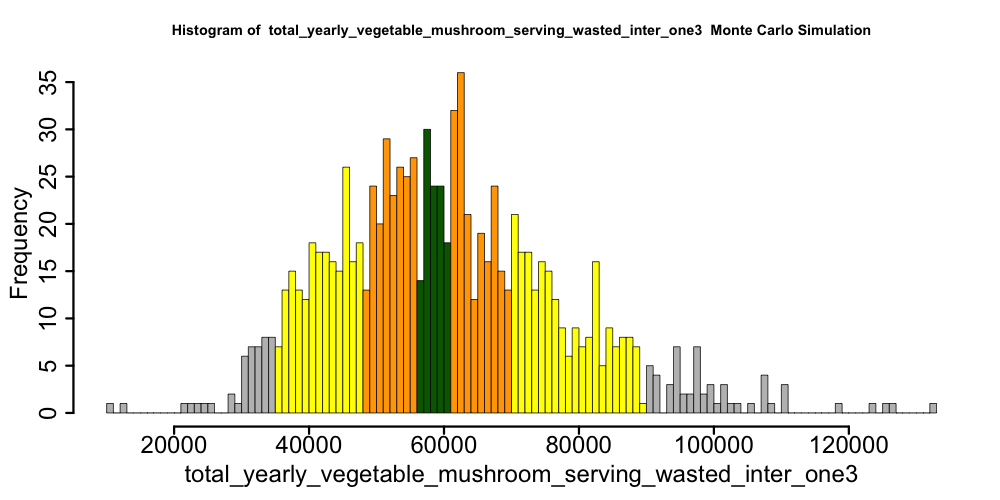 Histogram of  total_yearly_vegetable_mushroom_serving_wasted_inter_one3  Monte Carlo Simulation
Frequency
35
30
25
20
15
10
5
0
20000 40000 60000 80000 100000 120000
total_yearly_vegetable_mushroom_serving_wasted_inter_one3